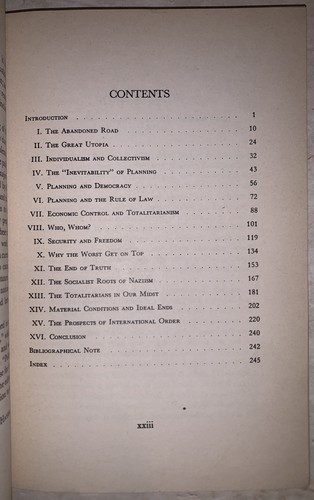 CONTENTS
INTRODUCTION 1
I. THE ABANDONED ROAD 10
II. THE GREAT UTOPIA 24
III. INDIVIDUALISM AND COLLECTIVISM 32
IV. THE "INEVITABILITY" OF PLANNING 43
V. PLANNING AND DEMOCRACY 56
VI. PLANNING AND THE RULE OF LAW 72
VII. ECONOMIC CONTROL AND TOTALITARIANISM 88
VIII. WHO, WHOM? 101
IX. SECURITY AND FREEDOM 119
X. WHY THE WORST GET ON TOP 134
XI. THE END OF TRUTH 153
XII. THE SOCIALIST ROOTS OF NAZIISM 167
XIII. THE TOTALITARIANS IN OUR MIDST 181
XIV. MATERIAL CONDITIONS AND IDEAL ENDS 202
XV. THE PROSPECTS OF INTERNATIONAL ORDER 220
XVI. CONCLUSION 240
BIBLIOGRAPHICAL NOTE 242
INDEX 245
xxiii